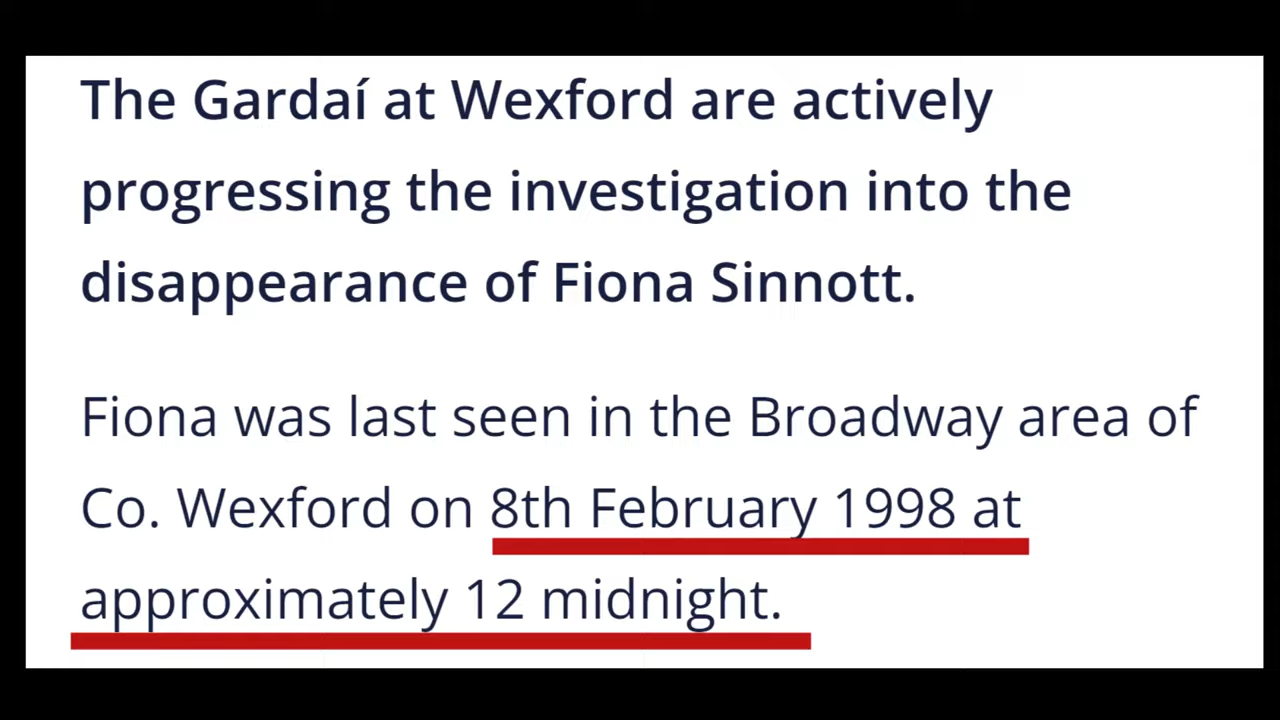 The Gardaí at Wexford are actively
progressing the investigation into the
disappearance of Fiona Sinnott.
Fiona was last seen in the Broadway area of
Co. Wexford on 8th February 1998 at
approximately 12 midnight.